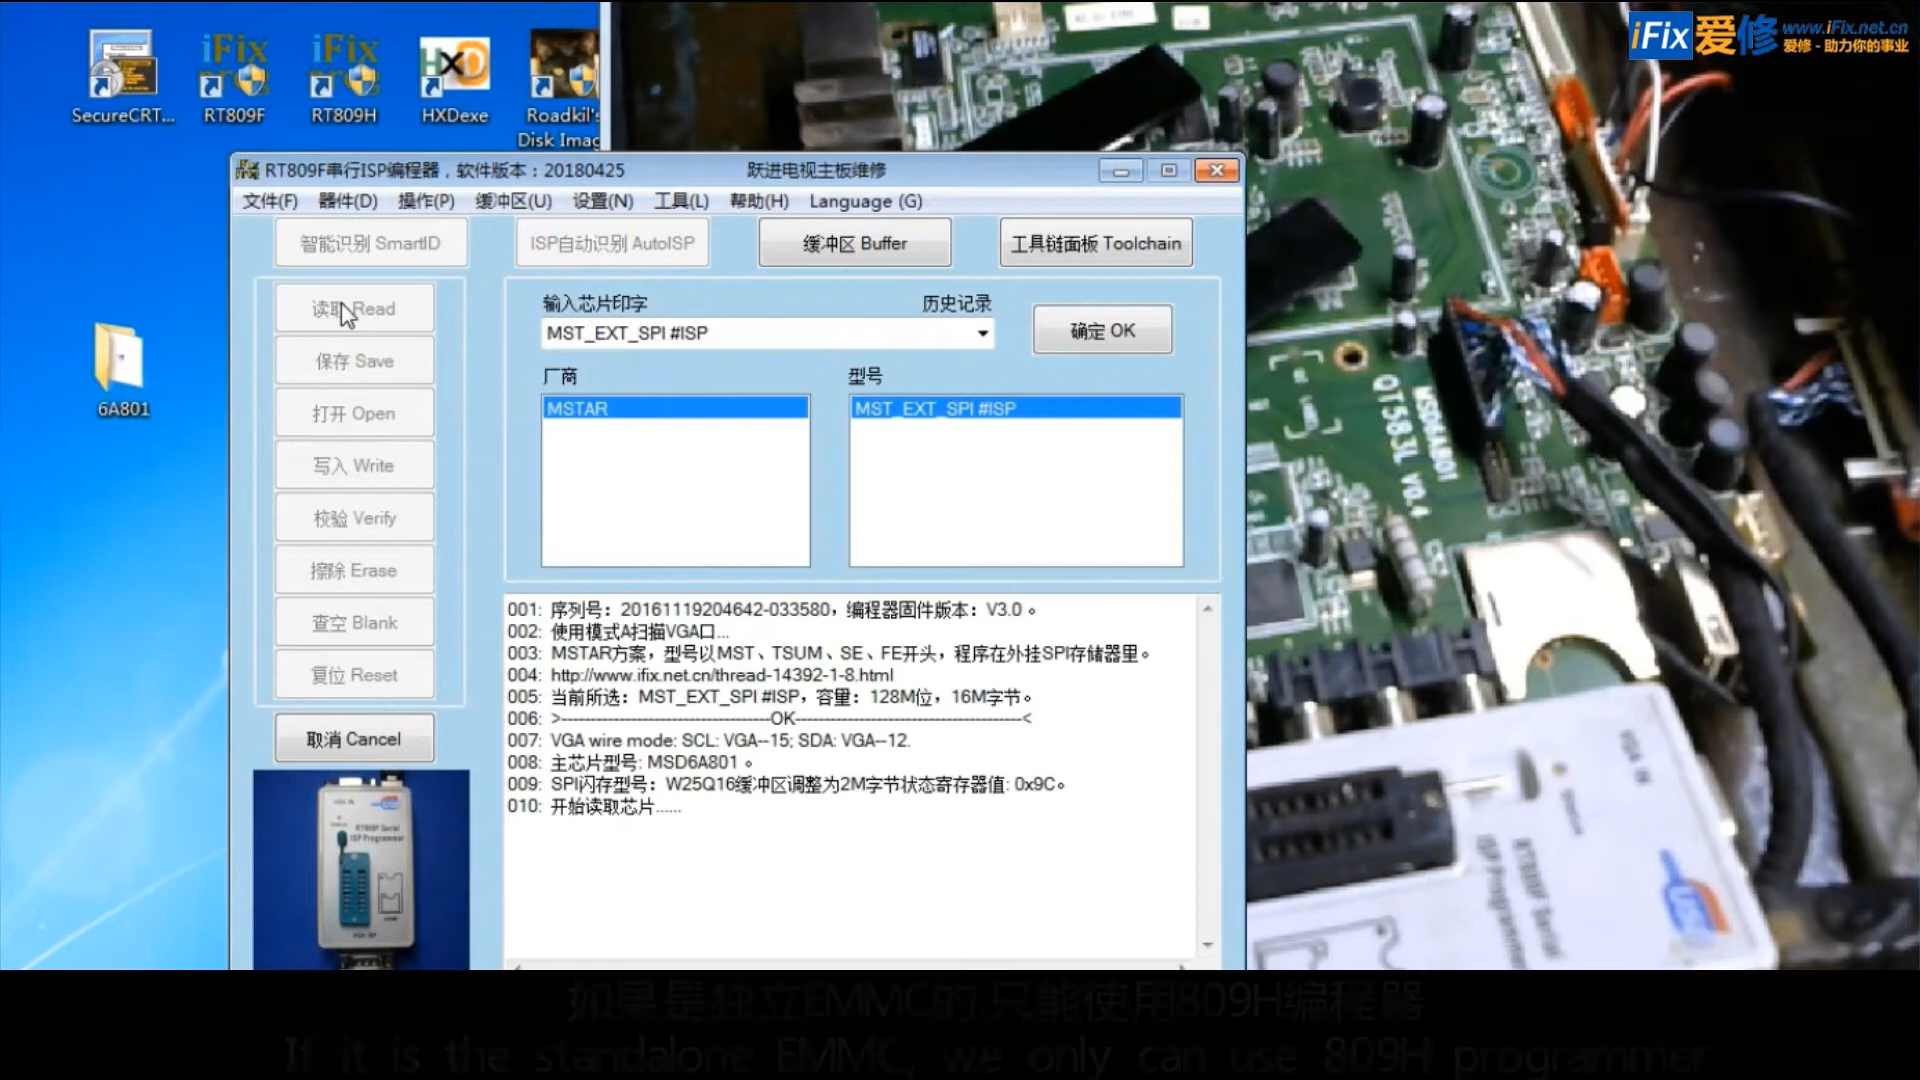 iFix爱修 www.iFix.net.cn
爱修 - 助力你的事业
SecureCRT...
RT809F
RT809H
HXDexe
Roadkil's
Disk Imag
6A801
RT809F串行ISP编程器，软件版本：20180425 跃进电视主板维修
文件(F) 器件(D) 操作(P) 缓冲区(U) 设置(N) 工具(L) 帮助(H) Language (G)
智能识别 SmartID
ISP自动识别 AutoISP
缓冲区 Buffer
工具链面板 Toolchain
读取 Read
保存 Save
打开 Open
写入 Write
校验 Verify
擦除 Erase
查空 Blank
复位 Reset
取消 Cancel
输入芯片印字 历史记录
MST_EXT_SPI #ISP
确定 OK
厂商 型号
MSTAR
MST_EXT_SPI #ISP
001: 序列号：20161119204642-033580，编程器固件版本：V3.0 。
002: 使用模式A扫描VGA口...
003: MSTAR方案，型号以MST、TSUM、SE、FE开头，程序在外挂SPI存储器里。
004: http://www.ifix.net.cn/thread-14392-1-8.html
005: 当前所选：MST_EXT_SPI #ISP，容量：128M位，16M字节。
006: >------------------------------------OK---------------------------------------<
007: VGA wire mode: SCL: VGA--15; SDA: VGA--12.
008: 主芯片型号: MSD6A801 。
009: SPI闪存型号：W25Q16缓冲区调整为2M字节状态寄存器值: 0x9C。
010: 开始读取芯片......
RT809F Serial
ISP Programmer
MSD6A801
QT583L V0.4
VGA IN
RT809F Serial
ISP Programmer
如果是独立EMMC的,只能使用809H编程器
If it is the standalone EMMC, we only can use 809H programmer